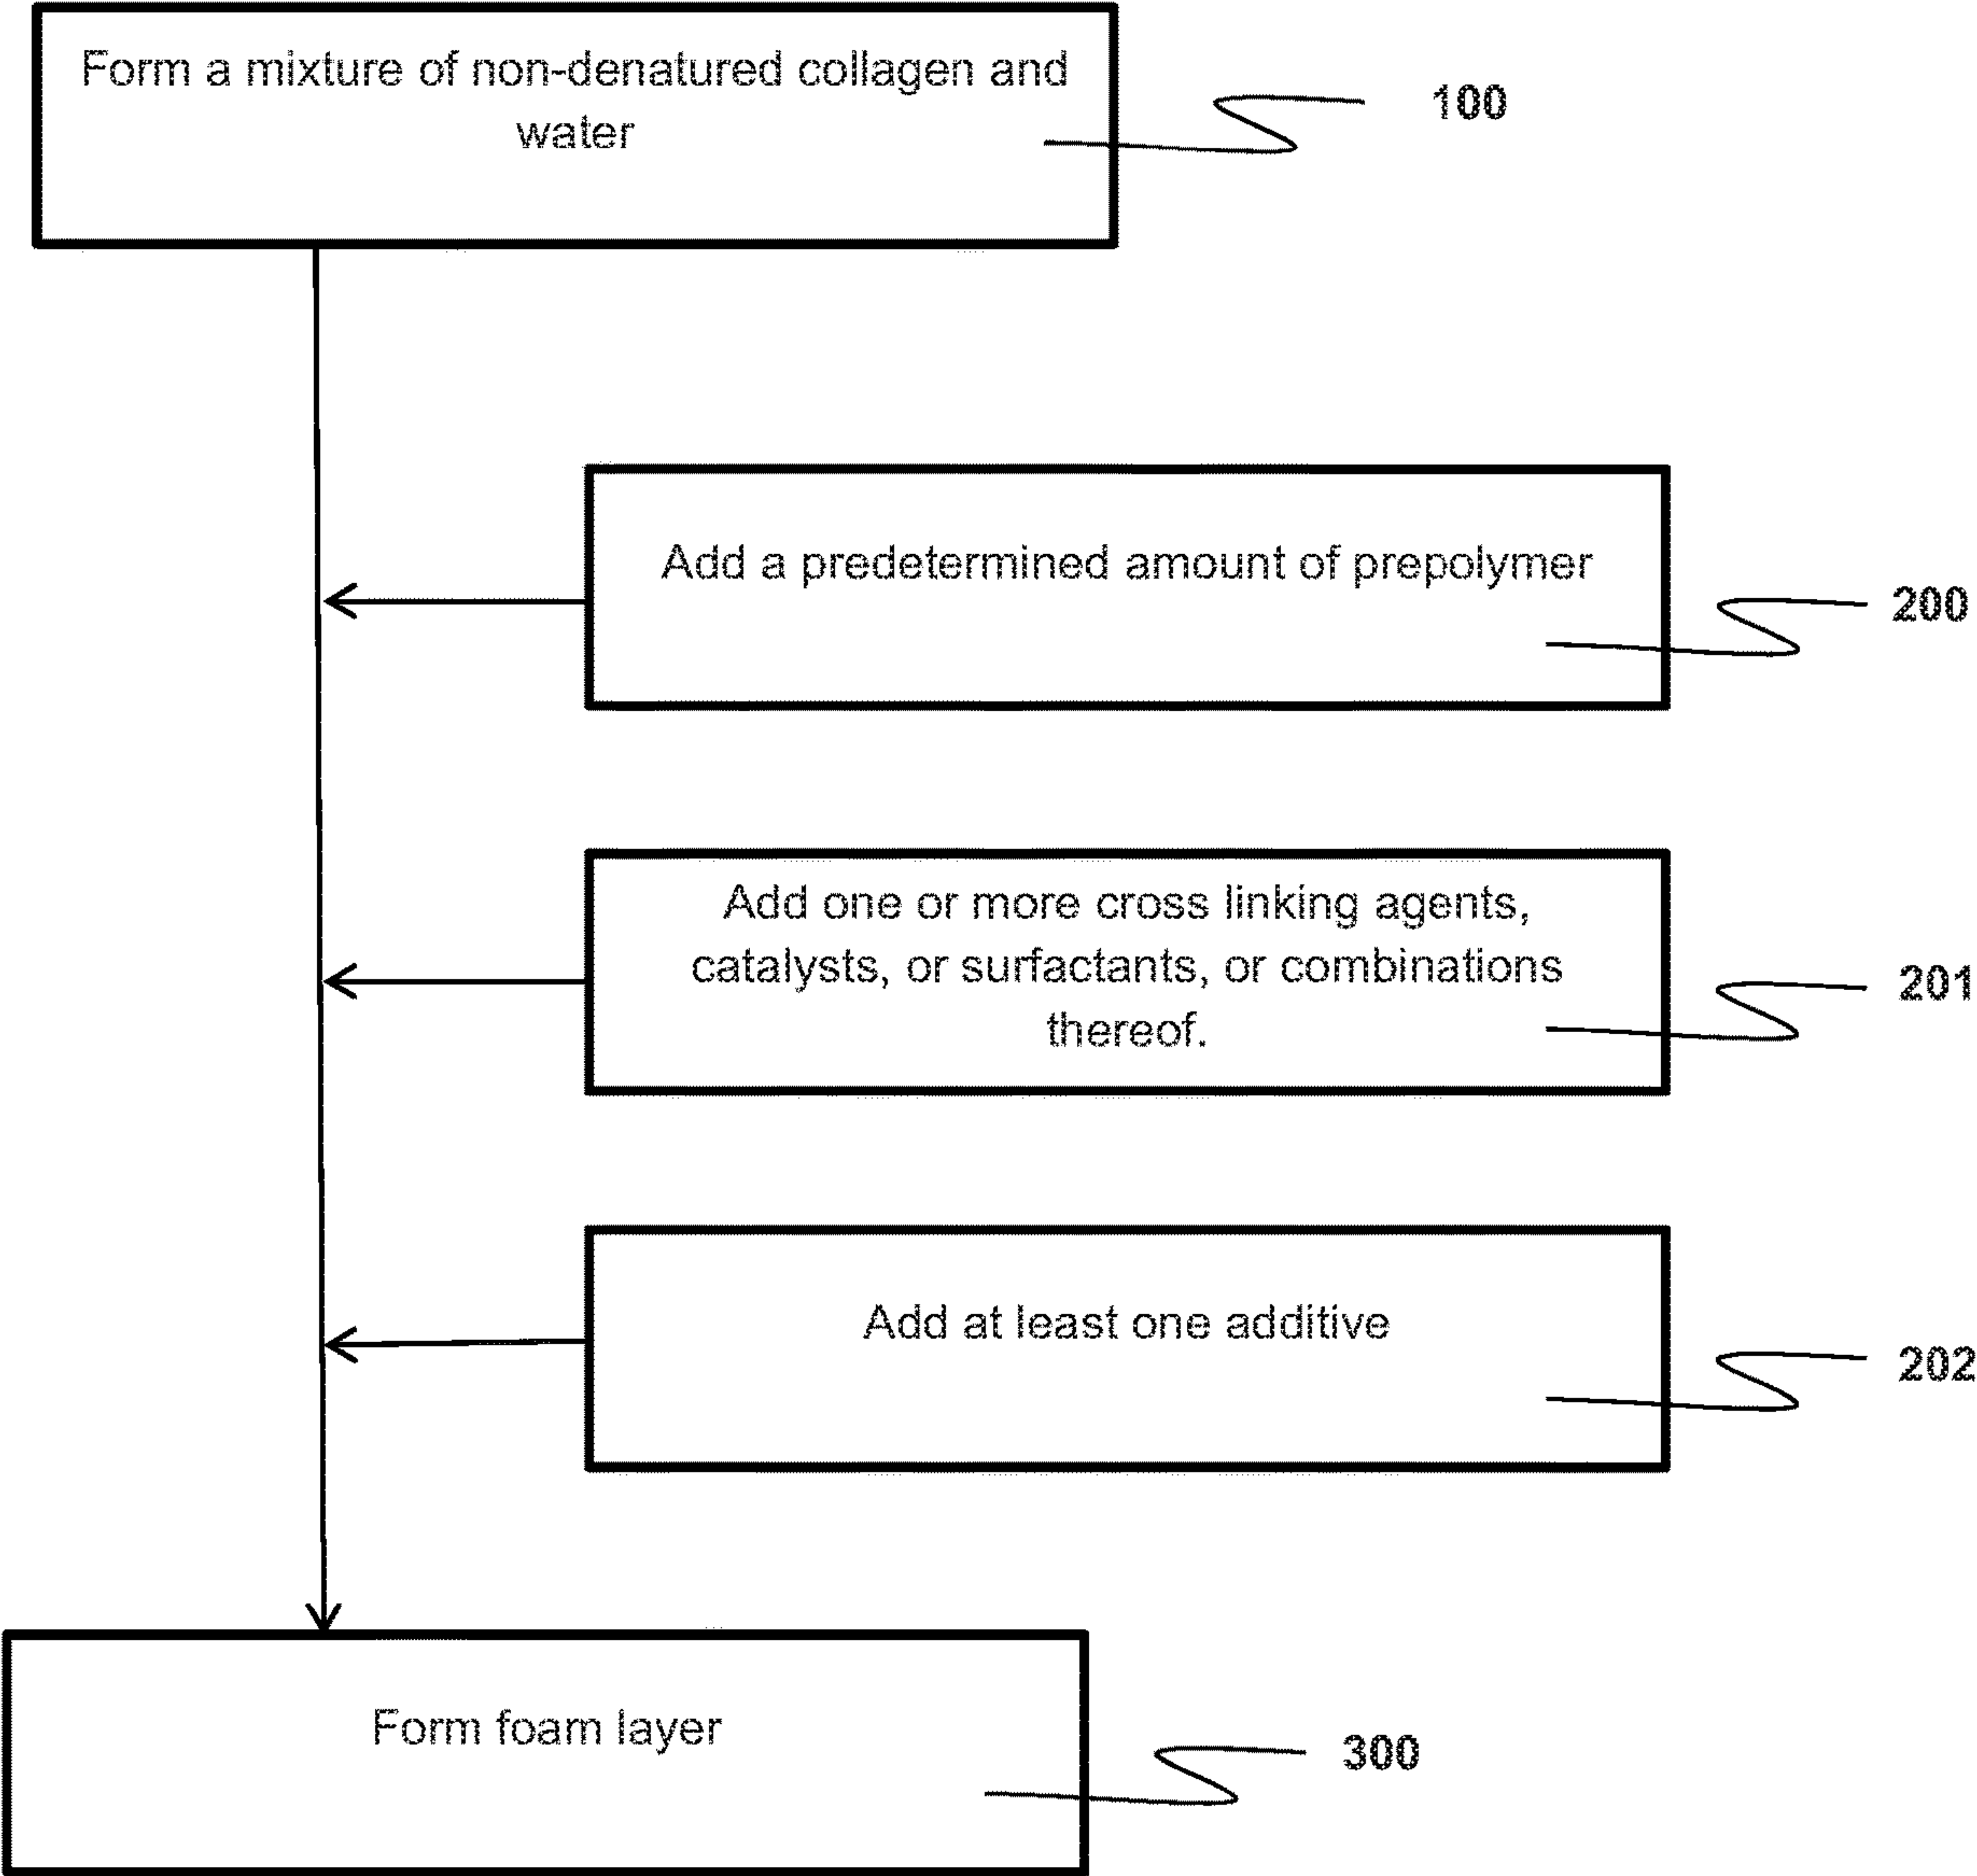 Form a mixture of non-denatured collagen and
water
100
Add a predetermined amount of prepolymer
200
Add one or more cross linking agents,
catalysts, or surfactants, or combinations
thereof.
201
Add at least one additive
202
Form foam layer
300